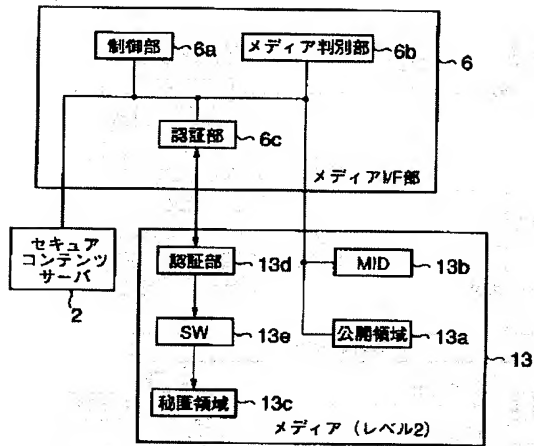 制御部 6a
メディア判別部 6b
6
認証部 6c
メディアI/F部
セキュア
コンテンツ
サーバ
2
認証部 13d
MID 13b
SW 13e
公開領域 13a
13
秘匿領域 13c
メディア（レベル2）